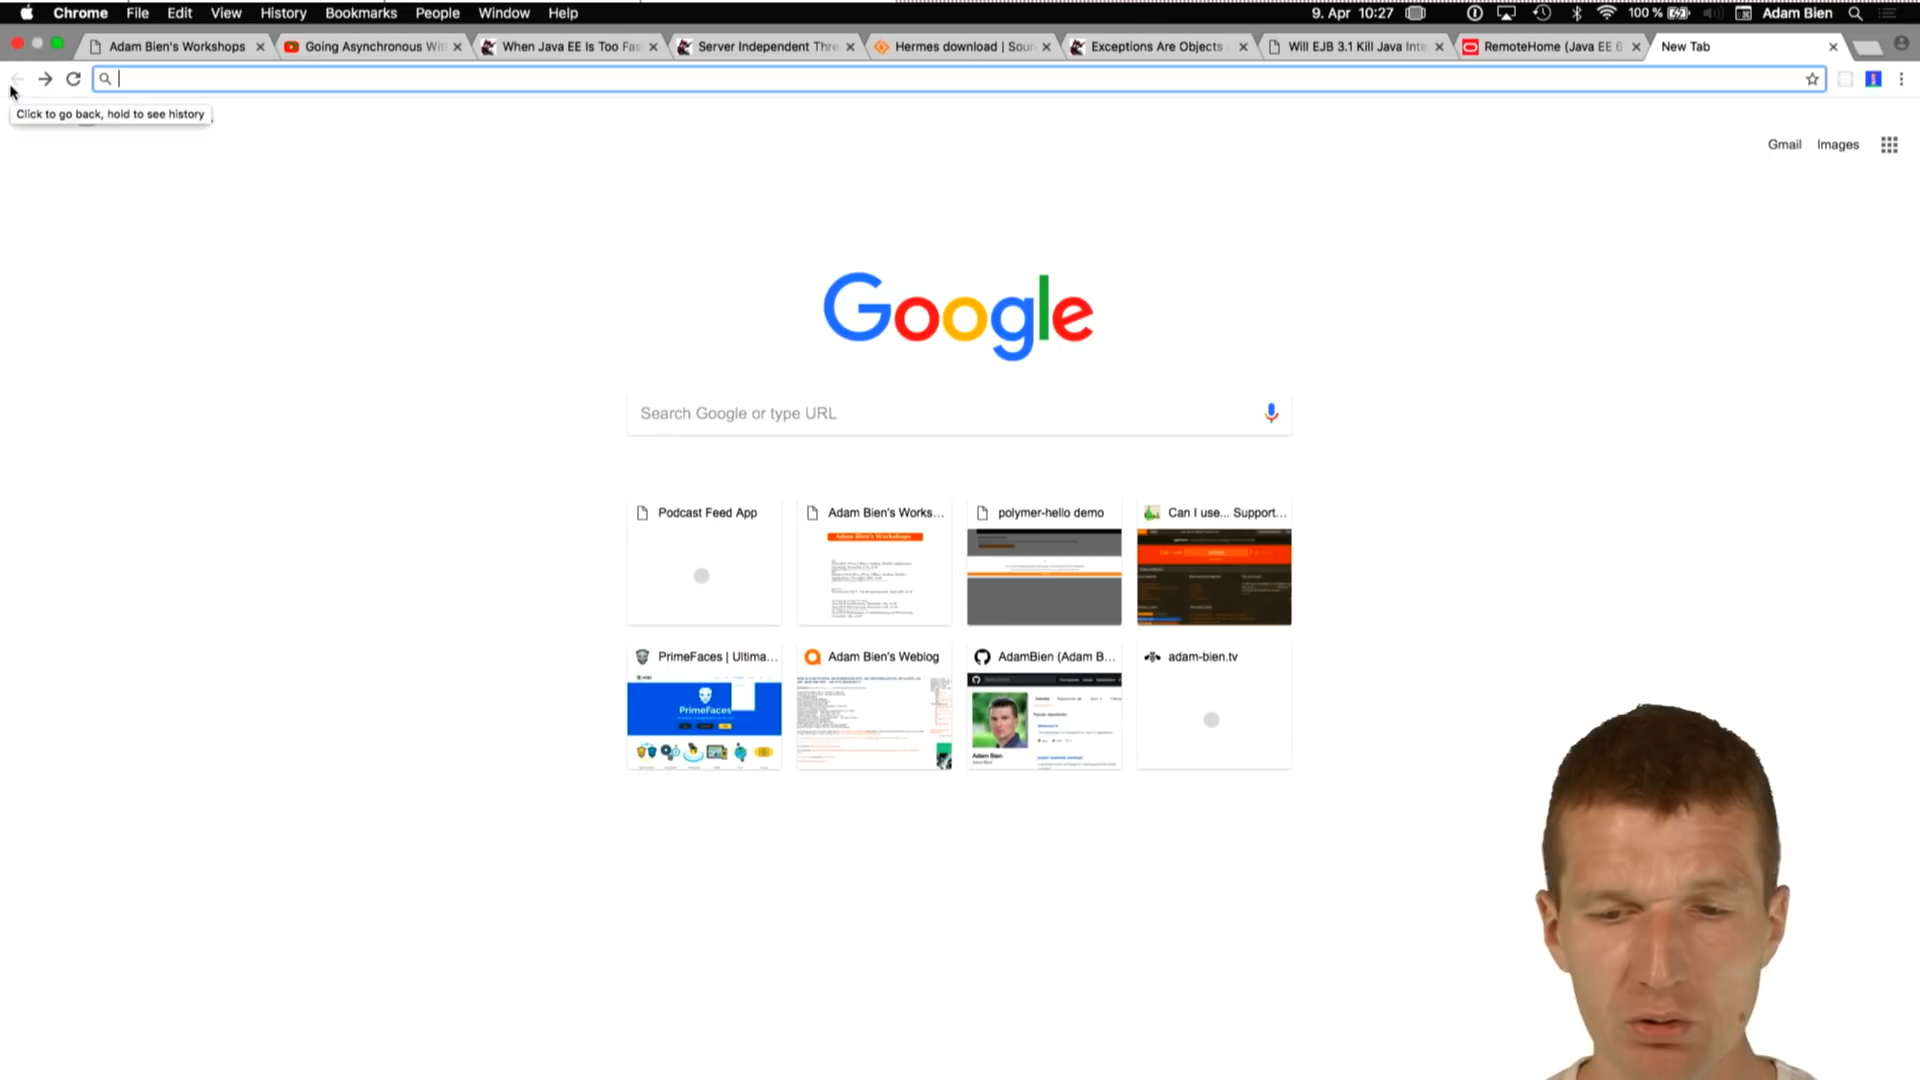 Chrome File Edit View History Bookmarks People Window Help 9. Apr 10:27 100 % Adam Bien
Adam Bien's Workshops Going Asynchronous Wit When Java EE Is Too Fas Server Independent Thre Hermes download | Sour Exceptions Are Objects Will EJB 3.1 Kill Java Inte RemoteHome (Java EE 6 New Tab
Click to go back, hold to see history
Gmail Images
Google
Search Google or type URL
Podcast Feed App Adam Bien's Works... polymer-hello demo Can I use... Support...
Adam Bien's Workshops
PrimeFaces | Ultima... Adam Bien's Weblog AdamBien (Adam B... adam-bien.tv
PrimeFaces
Adam Bien